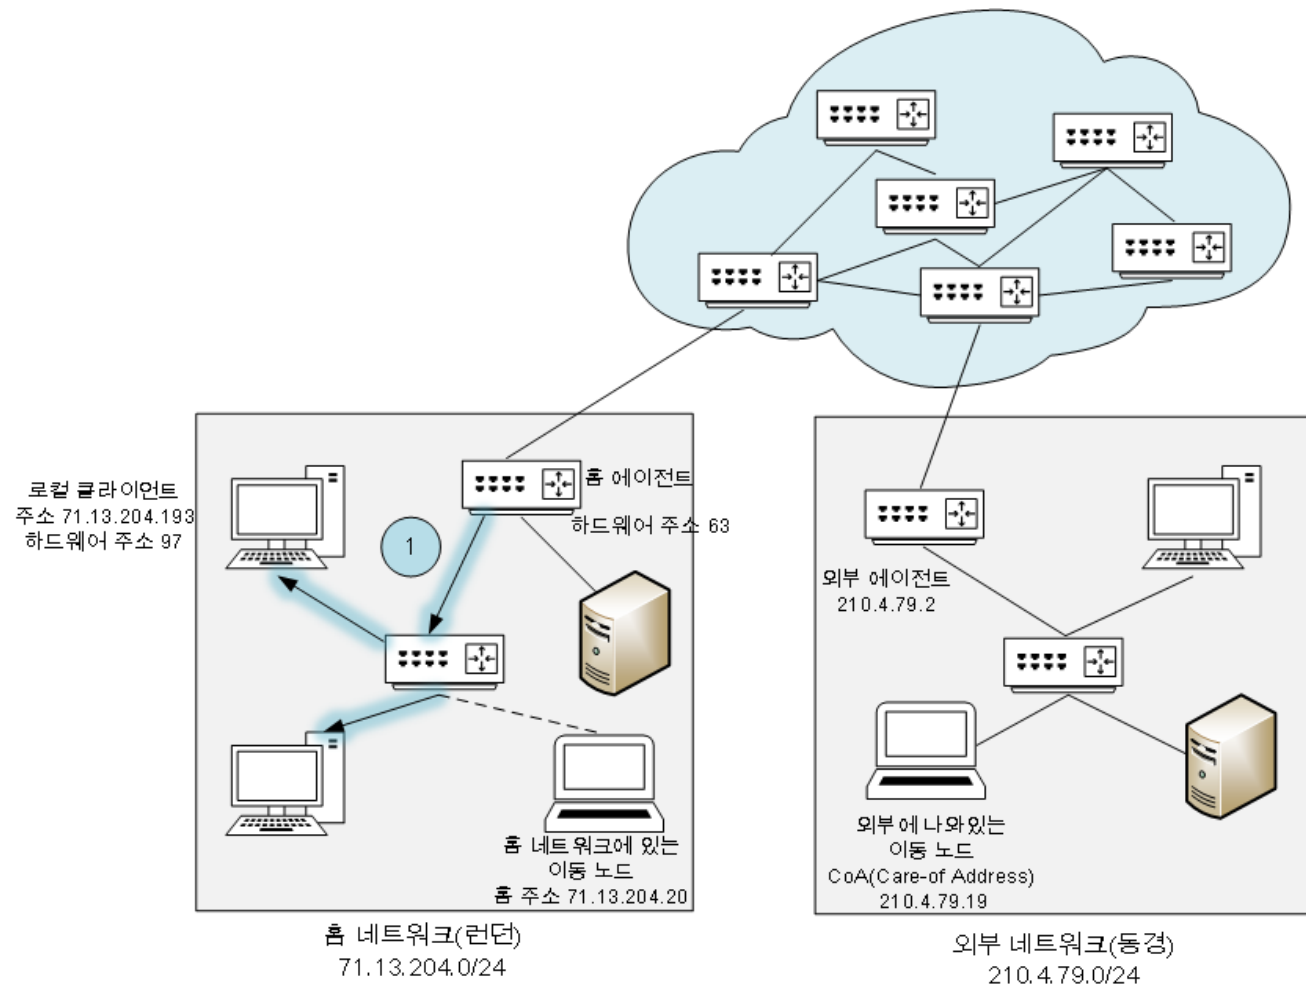 로컬 클라이언트
주소 71.13.204.193
하드웨어 주소 97
1
홈 에이전트
하드웨어 주소 63
외부 에이전트
210.4.79.2
홈 네트워크에 있는
이동 노드
홈 주소 71.13.204.20
외부에 나와있는
이동 노드
CoA(Care-of Address)
210.4.79.19
홈 네트워크(런던)
71.13.204.0/24
외부 네트워크(동경)
210.4.79.0/24